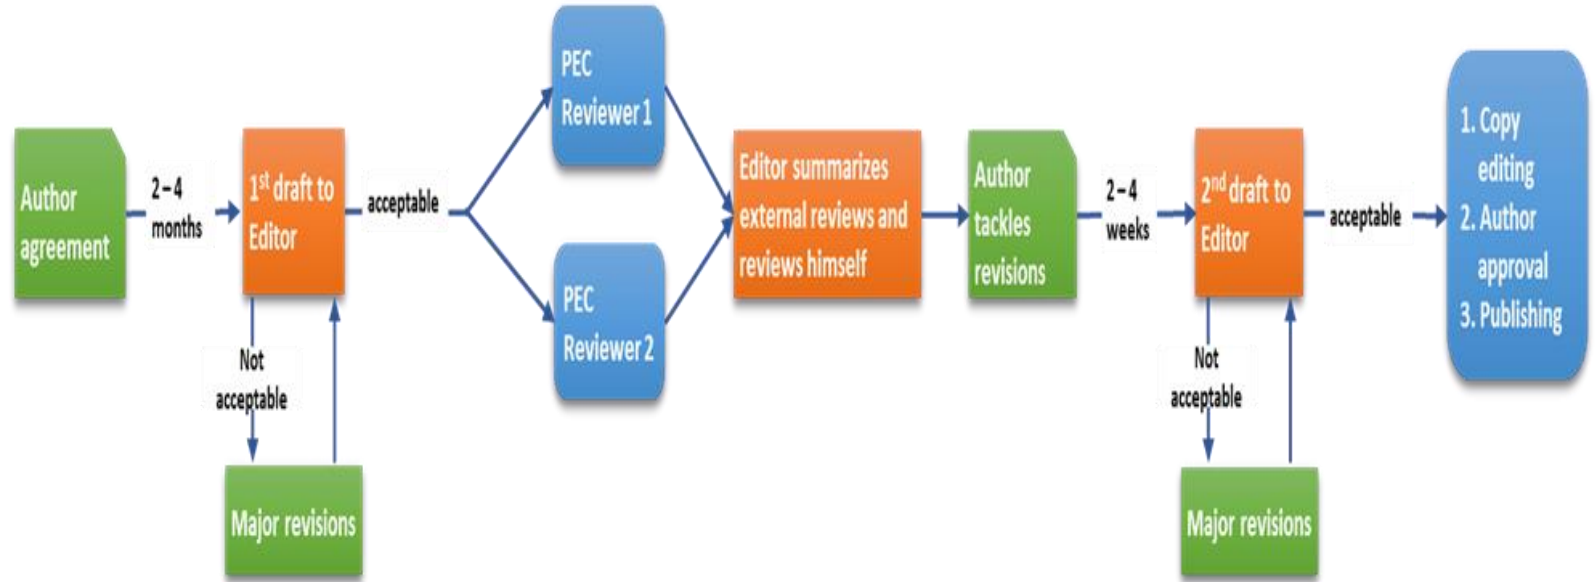 Author
agreement
2 – 4
months
1st draft to
Editor
Not
acceptable
Major revisions
acceptable
PEC
Reviewer 1
PEC
Reviewer 2
Editor summarizes
external reviews and
reviews himself
Author
tackles
revisions
2 – 4
weeks
2nd draft to
Editor
Not
acceptable
Major revisions
acceptable
1. Copy
editing
2. Author
approval
3. Publishing